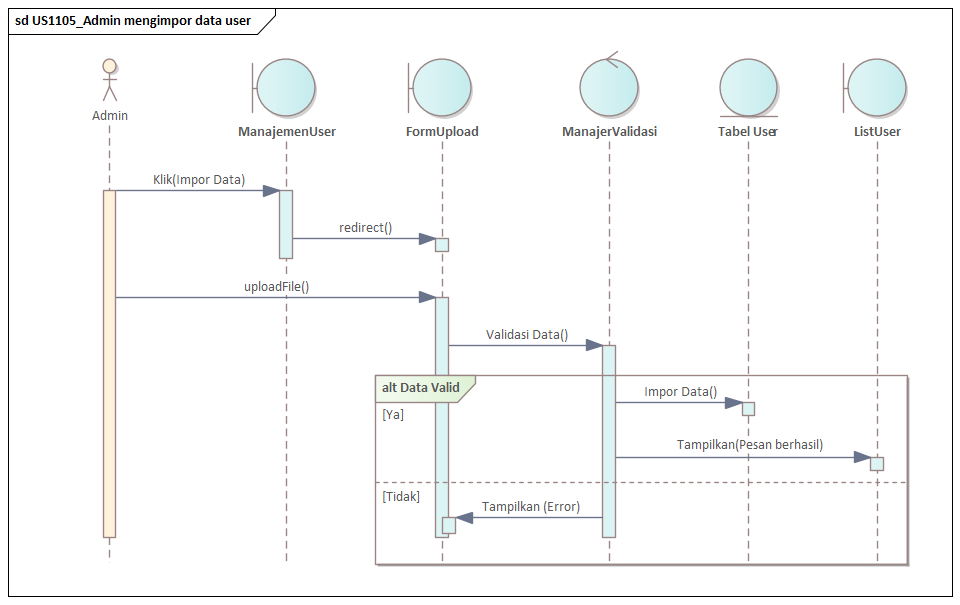 sd US1105_Admin mengimpor data user
Admin
ManajemenUser
FormUpload
ManajerValidasi
Tabel User
ListUser
Klik(Impor Data)
redirect()
uploadFile()
Validasi Data()
alt Data Valid
Impor Data()
[Ya]
Tampilkan(Pesan berhasil)
[Tidak]
Tampilkan (Error)